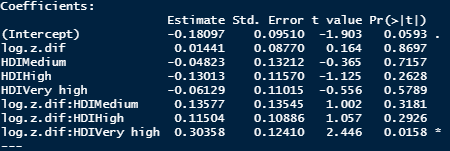 Coefficients:
Estimate Std. Error t value Pr(>|t|)
(Intercept) -0.18097 0.09510 -1.903 0.0593 .
log.z.dif 0.01441 0.08770 0.164 0.8697
HDIMedium -0.04823 0.13212 -0.365 0.7157
HDIHigh -0.13013 0.11570 -1.125 0.2628
HDIVery high -0.06129 0.11015 -0.556 0.5789
log.z.dif:HDIMedium 0.13577 0.13545 1.002 0.3181
log.z.dif:HDIHigh 0.11504 0.10886 1.057 0.2926
log.z.dif:HDIVery high 0.30358 0.12410 2.446 0.0158 *
---